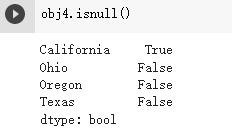 obj4.isnull()
California     True
Ohio          False
Oregon        False
Texas         False
dtype: bool